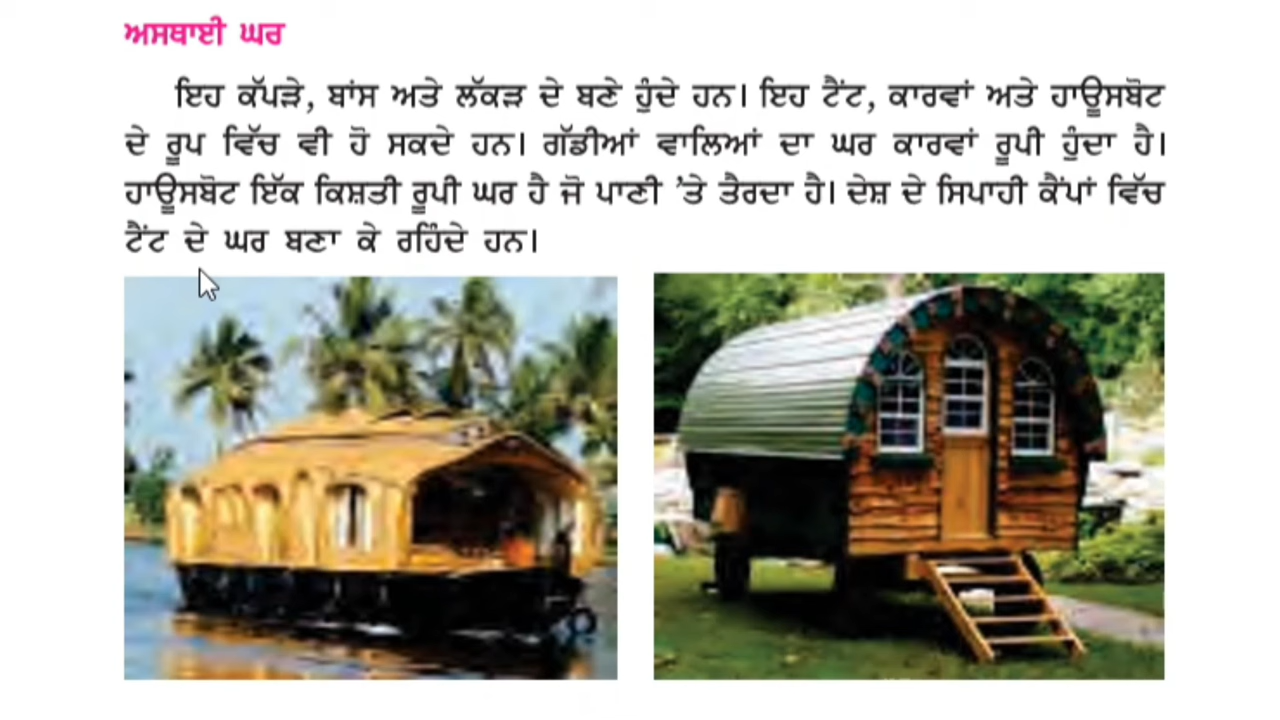 ਅਸਥਾਈ ਘਰ
ਇਹ ਕੱਪੜੇ, ਬਾਂਸ ਅਤੇ ਲੱਕੜ ਦੇ ਬਣੇ ਹੁੰਦੇ ਹਨ। ਇਹ ਟੈਂਟ, ਕਾਰਵਾਂ ਅਤੇ ਹਾਊਸਬੋਟ
ਦੇ ਰੂਪ ਵਿੱਚ ਵੀ ਹੋ ਸਕਦੇ ਹਨ। ਗੱਡੀਆਂ ਵਾਲਿਆਂ ਦਾ ਘਰ ਕਾਰਵਾਂ ਰੂਪੀ ਹੁੰਦਾ ਹੈ।
ਹਾਊਸਬੋਟ ਇੱਕ ਕਿਸ਼ਤੀ ਰੂਪੀ ਘਰ ਹੈ ਜੋ ਪਾਣੀ ’ਤੇ ਤੈਰਦਾ ਹੈ। ਦੇਸ਼ ਦੇ ਸਿਪਾਹੀ ਕੈਂਪਾਂ ਵਿੱਚ
ਟੈਂਟ ਦੇ ਘਰ ਬਣਾ ਕੇ ਰਹਿੰਦੇ ਹਨ।